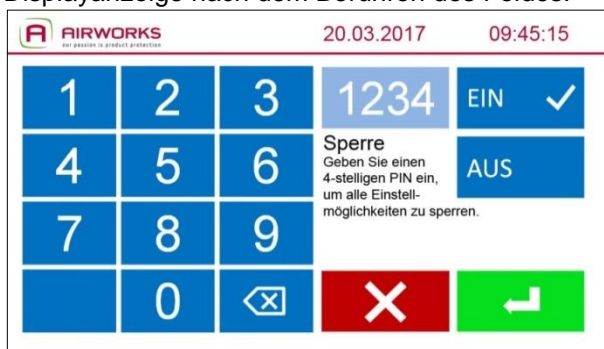 Displayanzeige nach dem Berühren des Feldes:
A AIRWORKS 20.03.2017 09:45:15
our passion is product protection
1 2 3 1234 EIN
Sperre
Geben Sie einen
4-stelligen PIN ein,
um alle Einstell-
möglichkeiten zu sperren.
4 5 6 AUS
7 8 9
0